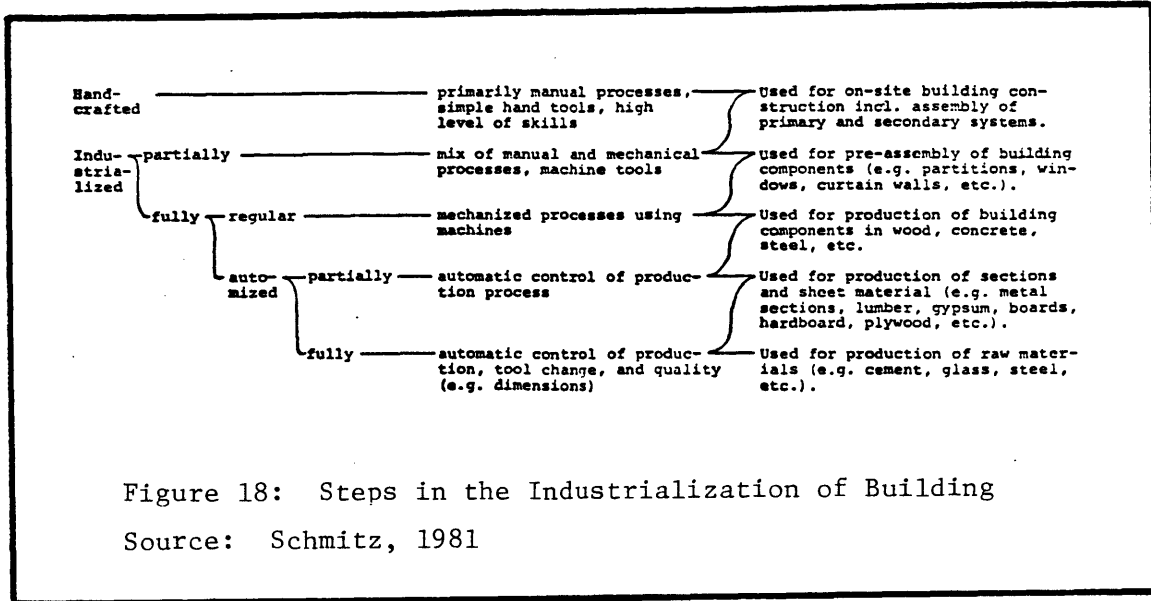 Hand-
crafted
primarily manual processes,
simple hand tools, high
level of skills
Used for on-site building con-
struction incl. assembly of
primary and secondary systems.
Indu-
stria-
lized
partially
mix of manual and mechanical
processes, machine tools
Used for pre-assembly of building
components (e.g. partitions, win-
dows, curtain walls, etc.).
fully
regular
mechanized processes using
machines
Used for production of building
components in wood, concrete,
steel, etc.
auto-
mized
partially
automatic control of produc-
tion process
Used for production of sections
and sheet material (e.g. metal
sections, lumber, gypsum, boards,
hardboard, plywood, etc.).
fully
automatic control of produc-
tion, tool change, and quality
(e.g. dimensions)
Used for production of raw mater-
ials (e.g. cement, glass, steel,
etc.).
Figure 18: Steps in the Industrialization of Building
Source: Schmitz, 1981